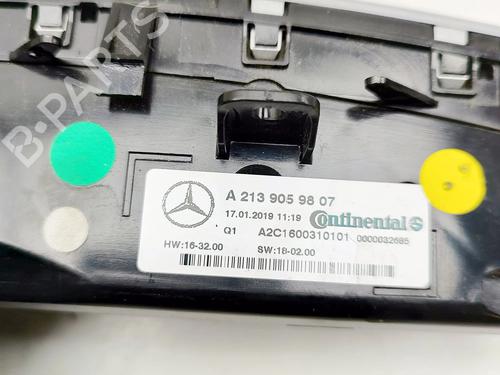 B-PARTS
A 213 905 98 07
17.01.2019 11:19 Continental
Q1 A2C1600310101 0000032685
HW:16-32.00 SW:18-02.00